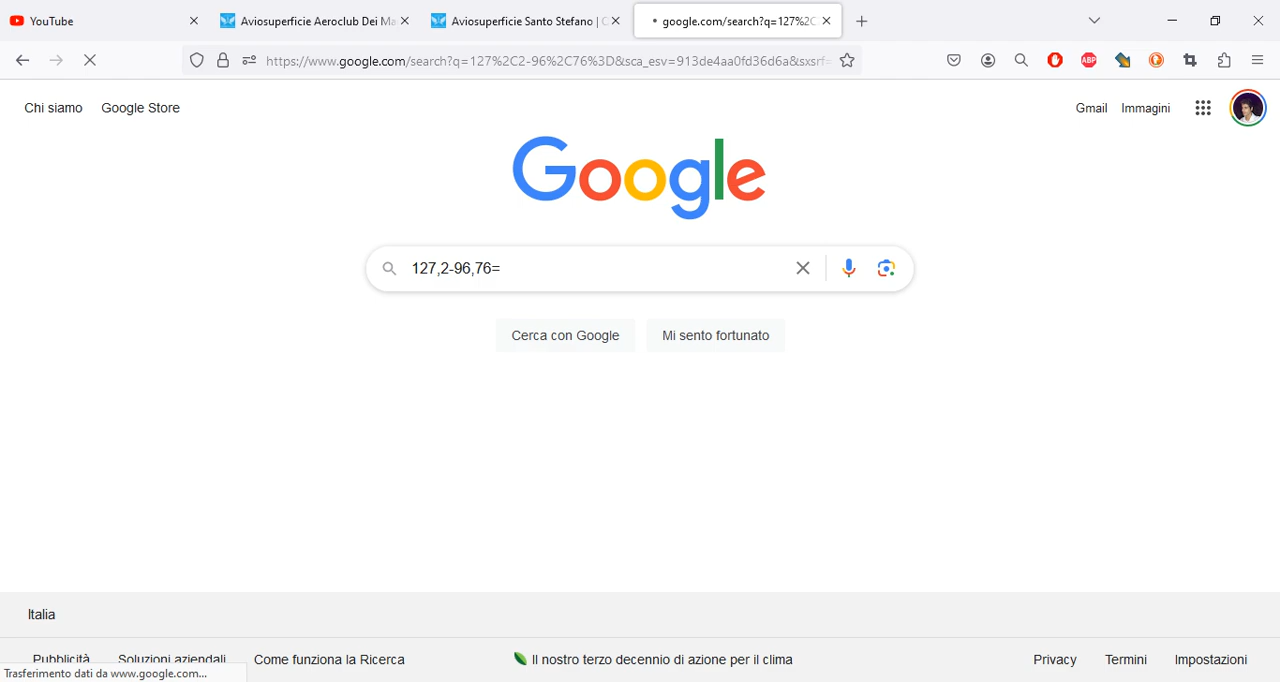 YouTube
Aviosuperficie Aeroclub Dei Ma
Aviosuperficie Santo Stefano | C
google.com/search?q=127%2C
https://www.google.com/search?q=127%2C2-96%2C76%3D&sca_esv=913de4aa0fd36d6a&sxsrf=
ABP
Chi siamo Google Store
Gmail Immagini
Google
127,2-96,76=
Cerca con Google Mi sento fortunato
Italia
Pubblicità Soluzioni aziendali Come funziona la Ricerca Il nostro terzo decennio di azione per il clima Privacy Termini Impostazioni
Trasferimento dati da www.google.com...